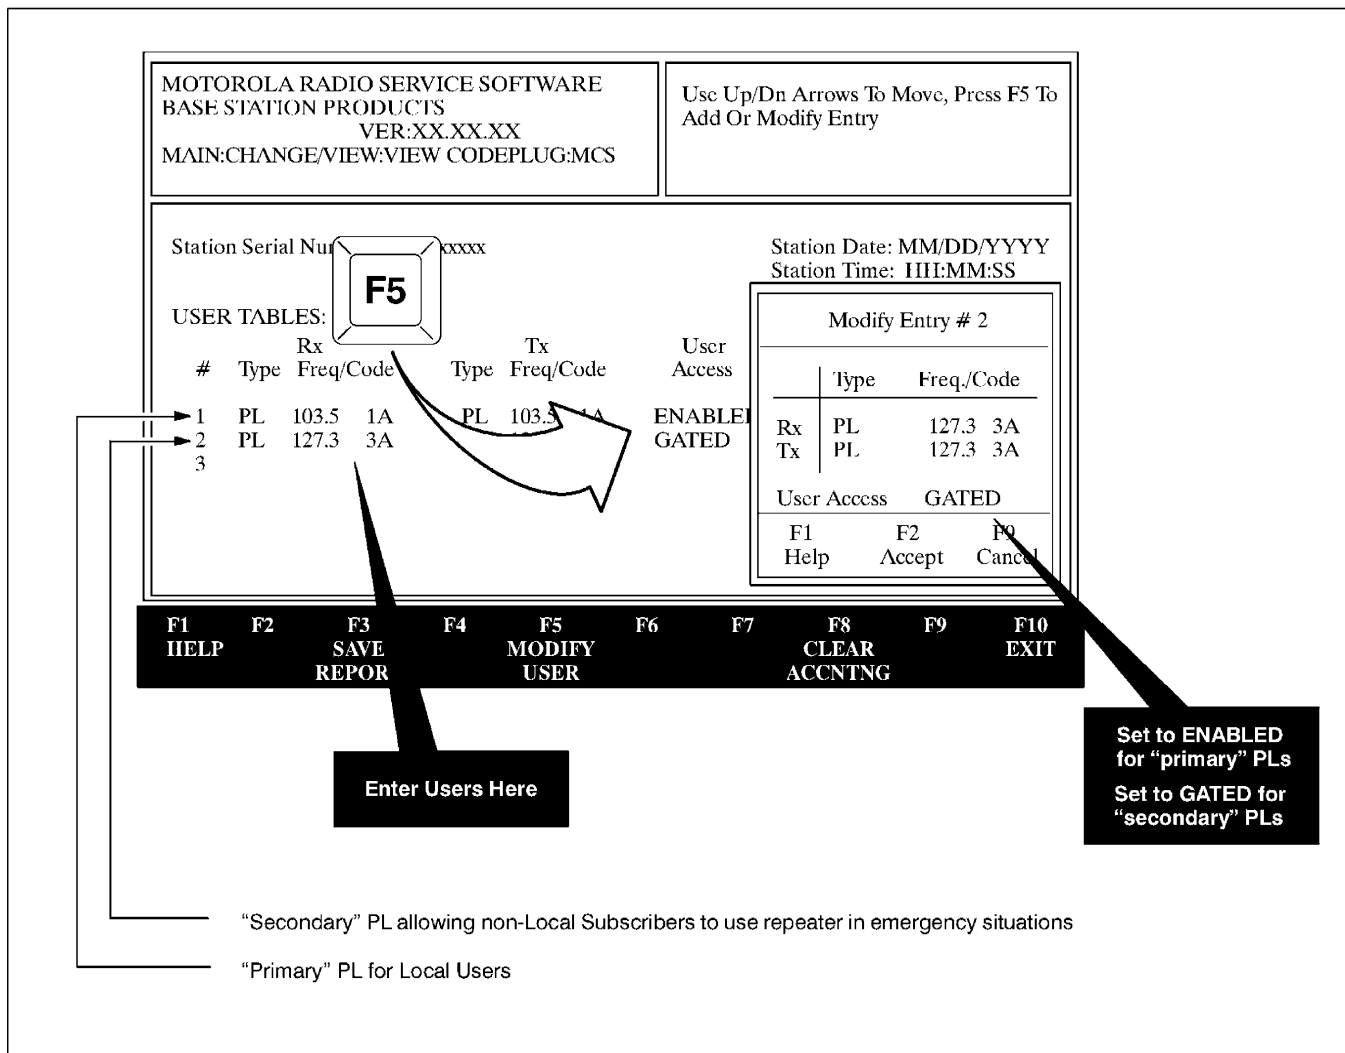 MOTOROLA RADIO SERVICE SOFTWARE
BASE STATION PRODUCTS
VER:XX.XX.XX
MAIN:CHANGE/VIEW:VIEW CODEPLUG:MCS
Use Up/Dn Arrows To Move, Press F5 To
Add Or Modify Entry
Station Serial xxxxx
Station Date: MM/DD/YYYY
Station Time: HH:MM:SS
F5
USER TABLES:
Rx Tx User
# Type Freq/Code Type Freq/Code Access
1 PL 103.5 1A PL 103.5 1A ENABLED
2 PL 127.3 3A GATED
3
Modify Entry # 2
Type Freq./Code
Rx PL 127.3 3A
Tx PL 127.3 3A
User Access GATED
F1 F2 F9
Help Accept Cancel
F1 F2 F3 F4 F5 F6 F7 F8 F9 F10
HELP SAVE MODIFY CLEAR EXIT
REPOR USER ACCNTNG
Enter Users Here
Set to ENABLED
for “primary” PLs
Set to GATED for
“secondary” PLs
“Secondary” PL allowing non-Local Subscribers to use repeater in emergency situations
“Primary” PL for Local Users